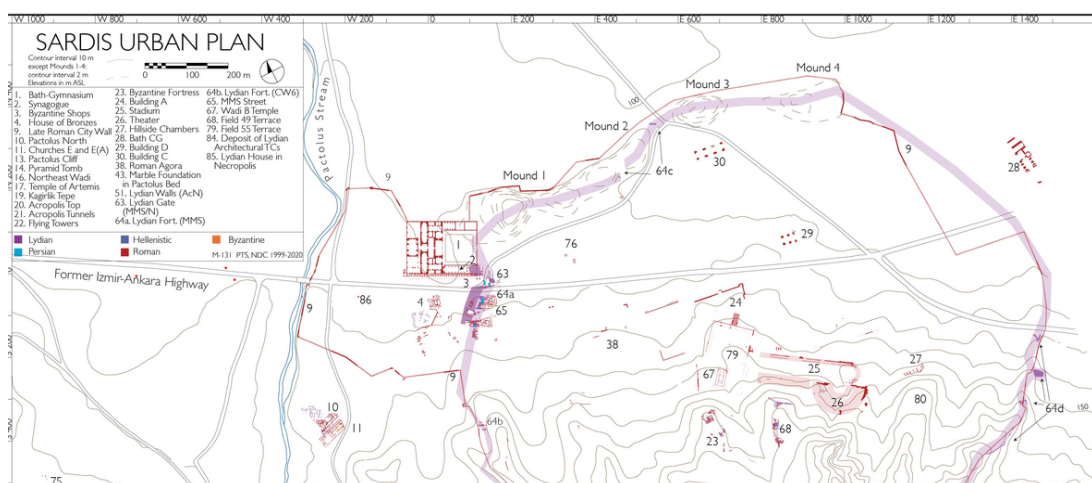 W 1000 W 800 W 600 W 400 W 200 0 E 200 E 400 E 600 E 800 E 1000 E 1200 E 1400
SARDIS URBAN PLAN
Contour interval 10 m
except Mounds 1-4:
contour interval 2 m
Elevations in m ASL
0 100 200 m
1. Bath-Gymnasium
2. Synagogue
3. Byzantine Shops
4. House of Bronzes
9. Late Roman City Wall
10. Pactolus North
11. Churches E and E(A)
13. Pactolus Cliff
14. Pyramid Tomb
16. Northeast Wadi
17. Temple of Artemis
19. Kagirlik Tepe
20. Acropolis Top
21. Acropolis Tunnels
22. Flying Towers
23. Byzantine Fortress
24. Building A
25. Stadium
26. Theater
27. Hillside Chambers
28. Bath CG
29. Building D
30. Building C
38. Roman Agora
43. Marble Foundation
in Pactolus Bed
51. Lydian Walls (AcN)
63. Lydian Gate
(MMS/N)
64a. Lydian Fort. (MMS)
64b. Lydian Fort. (CW6)
65. MMS Street
67. Wadi B Temple
68. Field 49 Terrace
79. Field 55 Terrace
84. Deposit of Lydian
Architectural TCs
85. Lydian House in
Necropolis
Lydian Hellenistic Byzantine
Persian Roman M-131 PTS, NDC 1999-2020
Pactolus Stream
Mound 4
Mound 3
100
Mound 2
9
30
28
64c
Mound 1
9
29
1
76
2
63
Former Izmir-Ankara Highway
3
64a
86
4
65
24
9
38
79
25
27
67
9
26
80
64d
150
10
11
64b
23
68
75